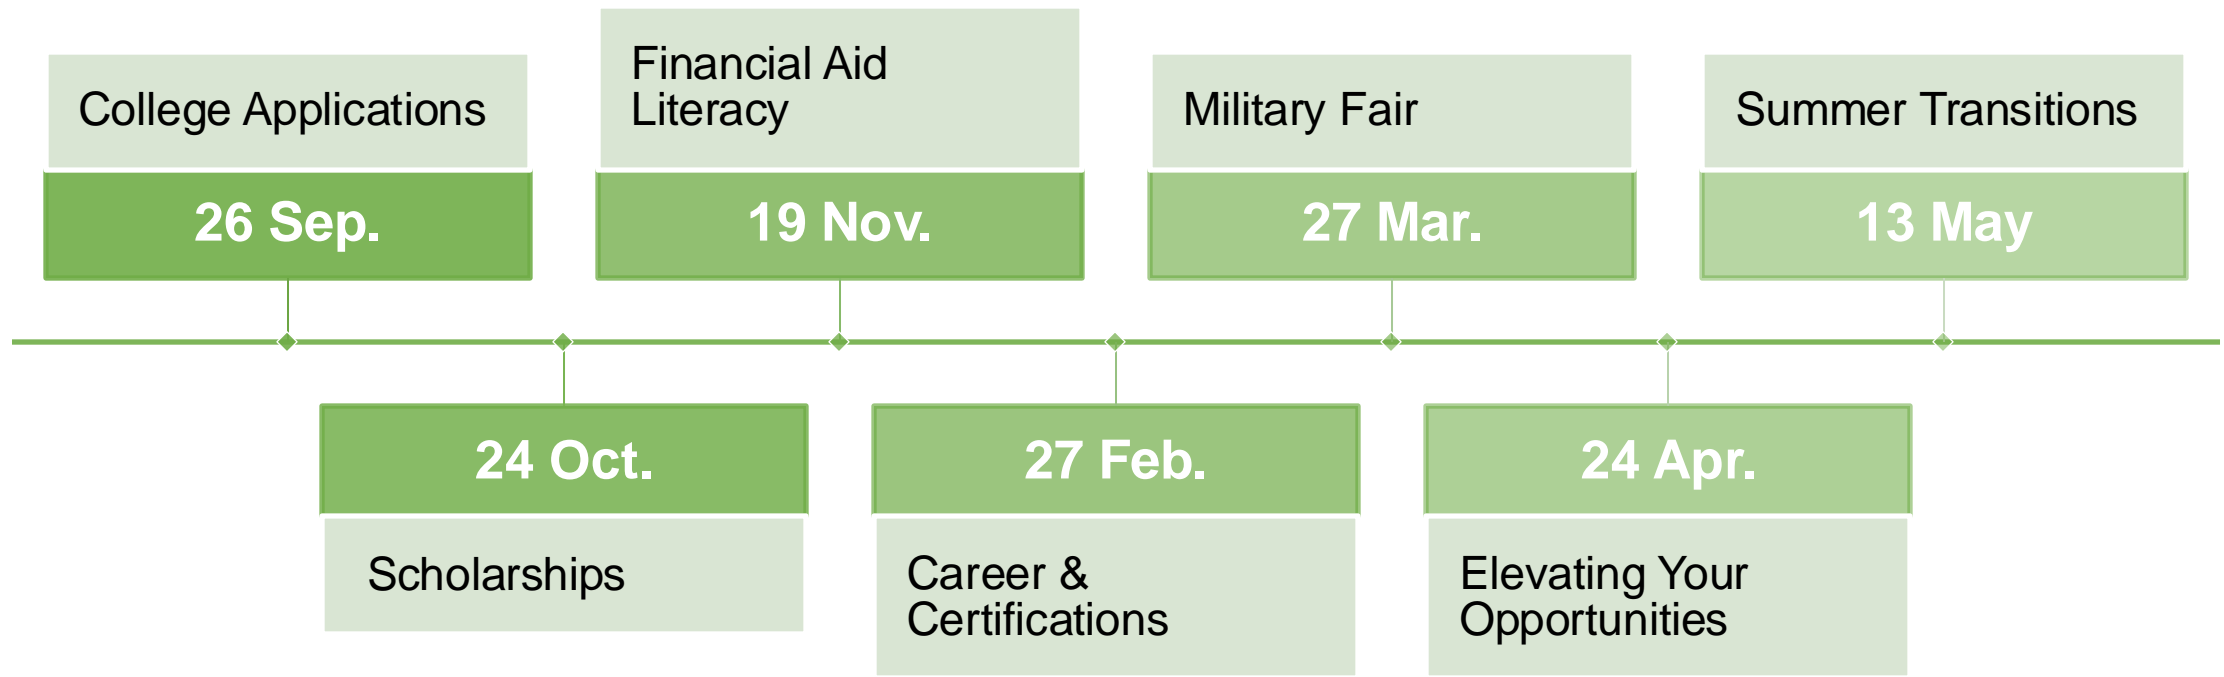 College Applications
26 Sep.
24 Oct.
Scholarships
Financial Aid
Literacy
19 Nov.
27 Feb.
Career &
Certifications
Military Fair
27 Mar.
24 Apr.
Elevating Your
Opportunities
Summer Transitions
13 May